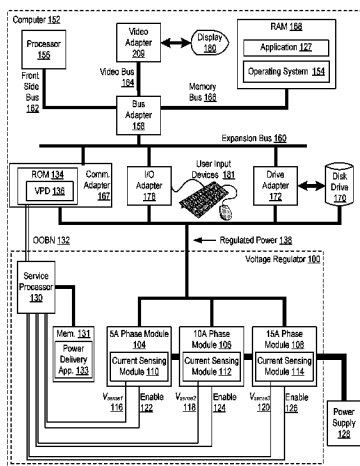 Computer 152
Processor
156
Video
Adapter
209
Display
180
RAM 168
Application 127
Operating System 154
Front
Side
Bus
162
Video Bus
164
Memory
Bus
166
Bus
Adapter
158
Expansion Bus 160
ROM 134
VPD 136
Comm.
Adapter
167
I/O
Adapter
178
User Input
Devices 181
Drive
Adapter
172
Disk
Drive
170
OOBN 132
Regulated Power 138
Voltage Regulator 100
Service
Processor
130
Mem. 131
Power
Delivery
App. 133
5A Phase Module
104
Current Sensing
Module 110
10A Phase Module
106
Current Sensing
Module 112
15A Phase Module
108
Current Sensing
Module 114
Vsense1
116
Enable
122
Vsense2
118
Enable
124
Vsense3
120
Enable
126
Power
Supply
128